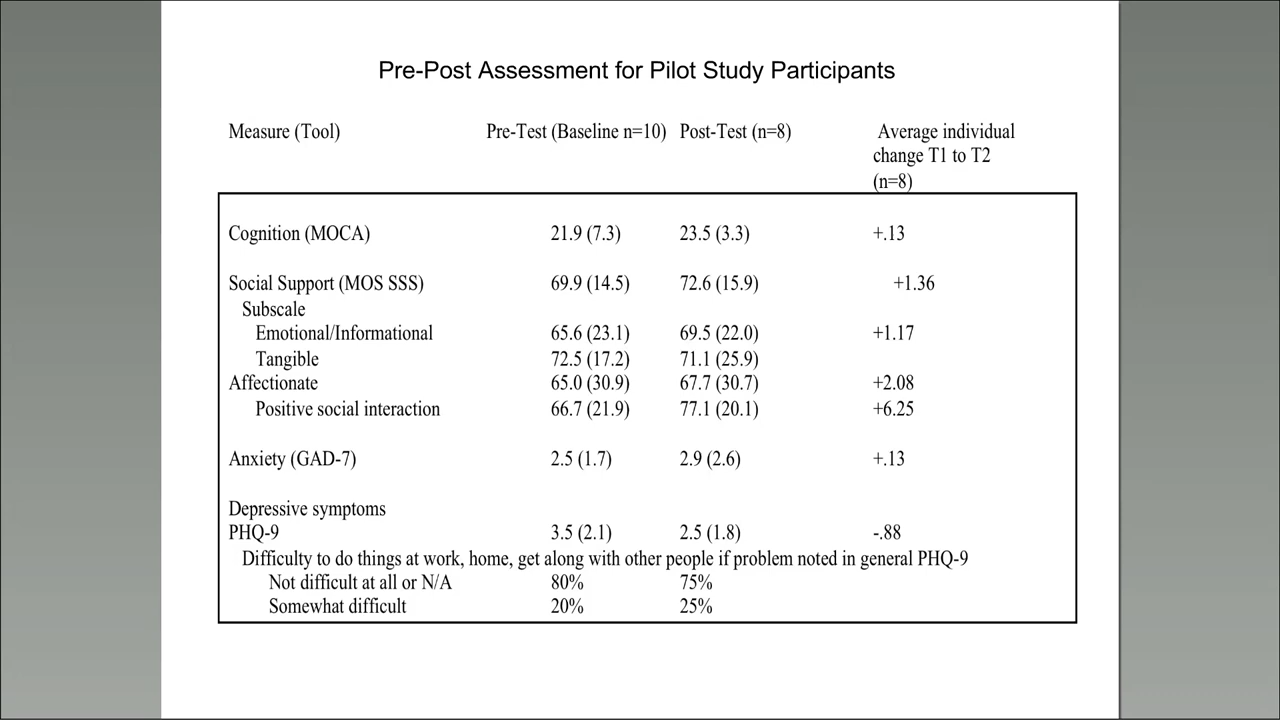 Pre-Post Assessment for Pilot Study Participants
Measure (Tool) Pre-Test (Baseline n=10) Post-Test (n=8) Average individual
change T1 to T2
(n=8)
Cognition (MOCA) 21.9 (7.3) 23.5 (3.3) +.13
Social Support (MOS SSS) 69.9 (14.5) 72.6 (15.9) +1.36
Subscale
Emotional/Informational 65.6 (23.1) 69.5 (22.0) +1.17
Tangible 72.5 (17.2) 71.1 (25.9)
Affectionate 65.0 (30.9) 67.7 (30.7) +2.08
Positive social interaction 66.7 (21.9) 77.1 (20.1) +6.25
Anxiety (GAD-7) 2.5 (1.7) 2.9 (2.6) +.13
Depressive symptoms
PHQ-9 3.5 (2.1) 2.5 (1.8) -.88
Difficulty to do things at work, home, get along with other people if problem noted in general PHQ-9
Not difficult at all or N/A 80% 75%
Somewhat difficult 20% 25%